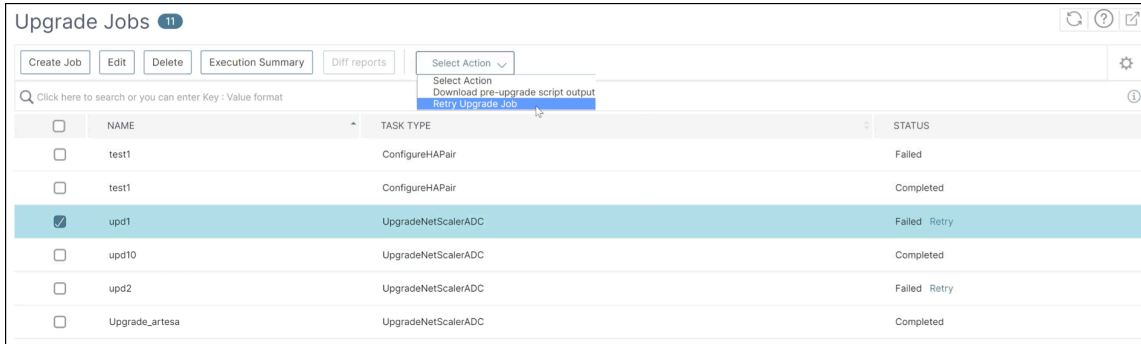 Upgrade Jobs 11
Create Job Edit Delete Execution Summary Diff reports Select Action
Select Action
Download pre-upgrade script output
Retry Upgrade Job
Click here to search or you can enter Key : Value format
NAME TASK TYPE STATUS
test1 ConfigureHAPair Failed
test1 ConfigureHAPair Completed
upd1 UpgradeNetScalerADC Failed Retry
upd10 UpgradeNetScalerADC Completed
upd2 UpgradeNetScalerADC Failed Retry
Upgrade_artesa UpgradeNetScalerADC Completed